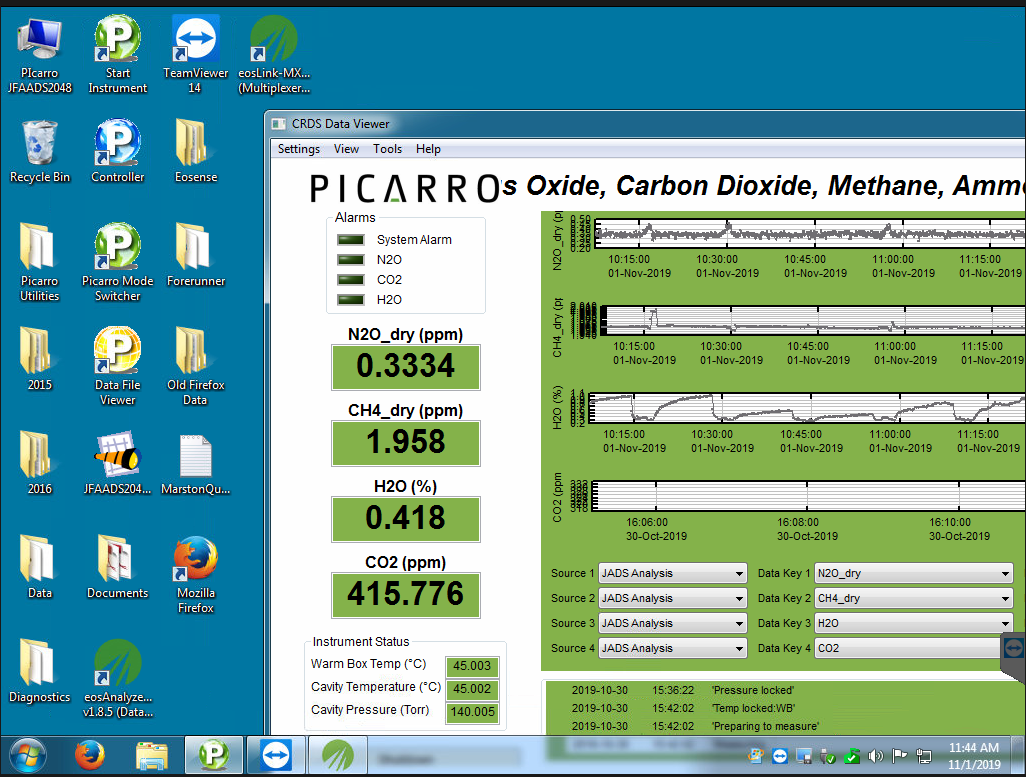 PIcarro
JFAADS2048
Start
Instrument
TeamViewer
14
eosLink-MX...
(Multiplexer...
Recycle Bin
Controller
Eosense
Picarro
Utilities
Picarro Mode
Switcher
Forerunner
2015
Data File
Viewer
Old Firefox
Data
2016
JFAADS204...
MarstonQu...
Data
Documents
Mozilla
Firefox
Diagnostics
eosAnalyze...
v1.8.5 (Data...
CRDS Data Viewer
Settings View Tools Help
PICARRO
s Oxide, Carbon Dioxide, Methane, Ammo
Alarms
System Alarm
N2O
CO2
H2O
N2O_dry (ppm)
0.3334
CH4_dry (ppm)
1.958
H2O (%)
0.418
CO2 (ppm)
415.776
Instrument Status
Warm Box Temp (°C) 45.003
Cavity Temperature (°C) 45.002
Cavity Pressure (Torr) 140.005
N2O_dry (p
0.50
0.20
10:15:00 10:30:00 10:45:00 11:00:00 11:15:00
01-Nov-2019 01-Nov-2019 01-Nov-2019 01-Nov-2019 01-Nov-2019
CH4_dry (p
10:15:00 10:30:00 10:45:00 11:00:00 11:15:00
01-Nov-2019 01-Nov-2019 01-Nov-2019 01-Nov-2019 01-Nov-2019
H2O (%)
1.1
0.2
10:15:00 10:30:00 10:45:00 11:00:00 11:15:00
01-Nov-2019 01-Nov-2019 01-Nov-2019 01-Nov-2019 01-Nov-2019
CO2 (ppm
16:06:00 16:08:00 16:10:00
30-Oct-2019 30-Oct-2019 30-Oct-2019
Source 1 JADS Analysis Data Key 1 N2O_dry
Source 2 JADS Analysis Data Key 2 CH4_dry
Source 3 JADS Analysis Data Key 3 H2O
Source 4 JADS Analysis Data Key 4 CO2
2019-10-30 15:36:22 'Pressure locked'
2019-10-30 15:42:02 'Temp locked:WB'
2019-10-30 15:42:02 'Preparing to measure'
Shutdown
11:44 AM
11/1/2019